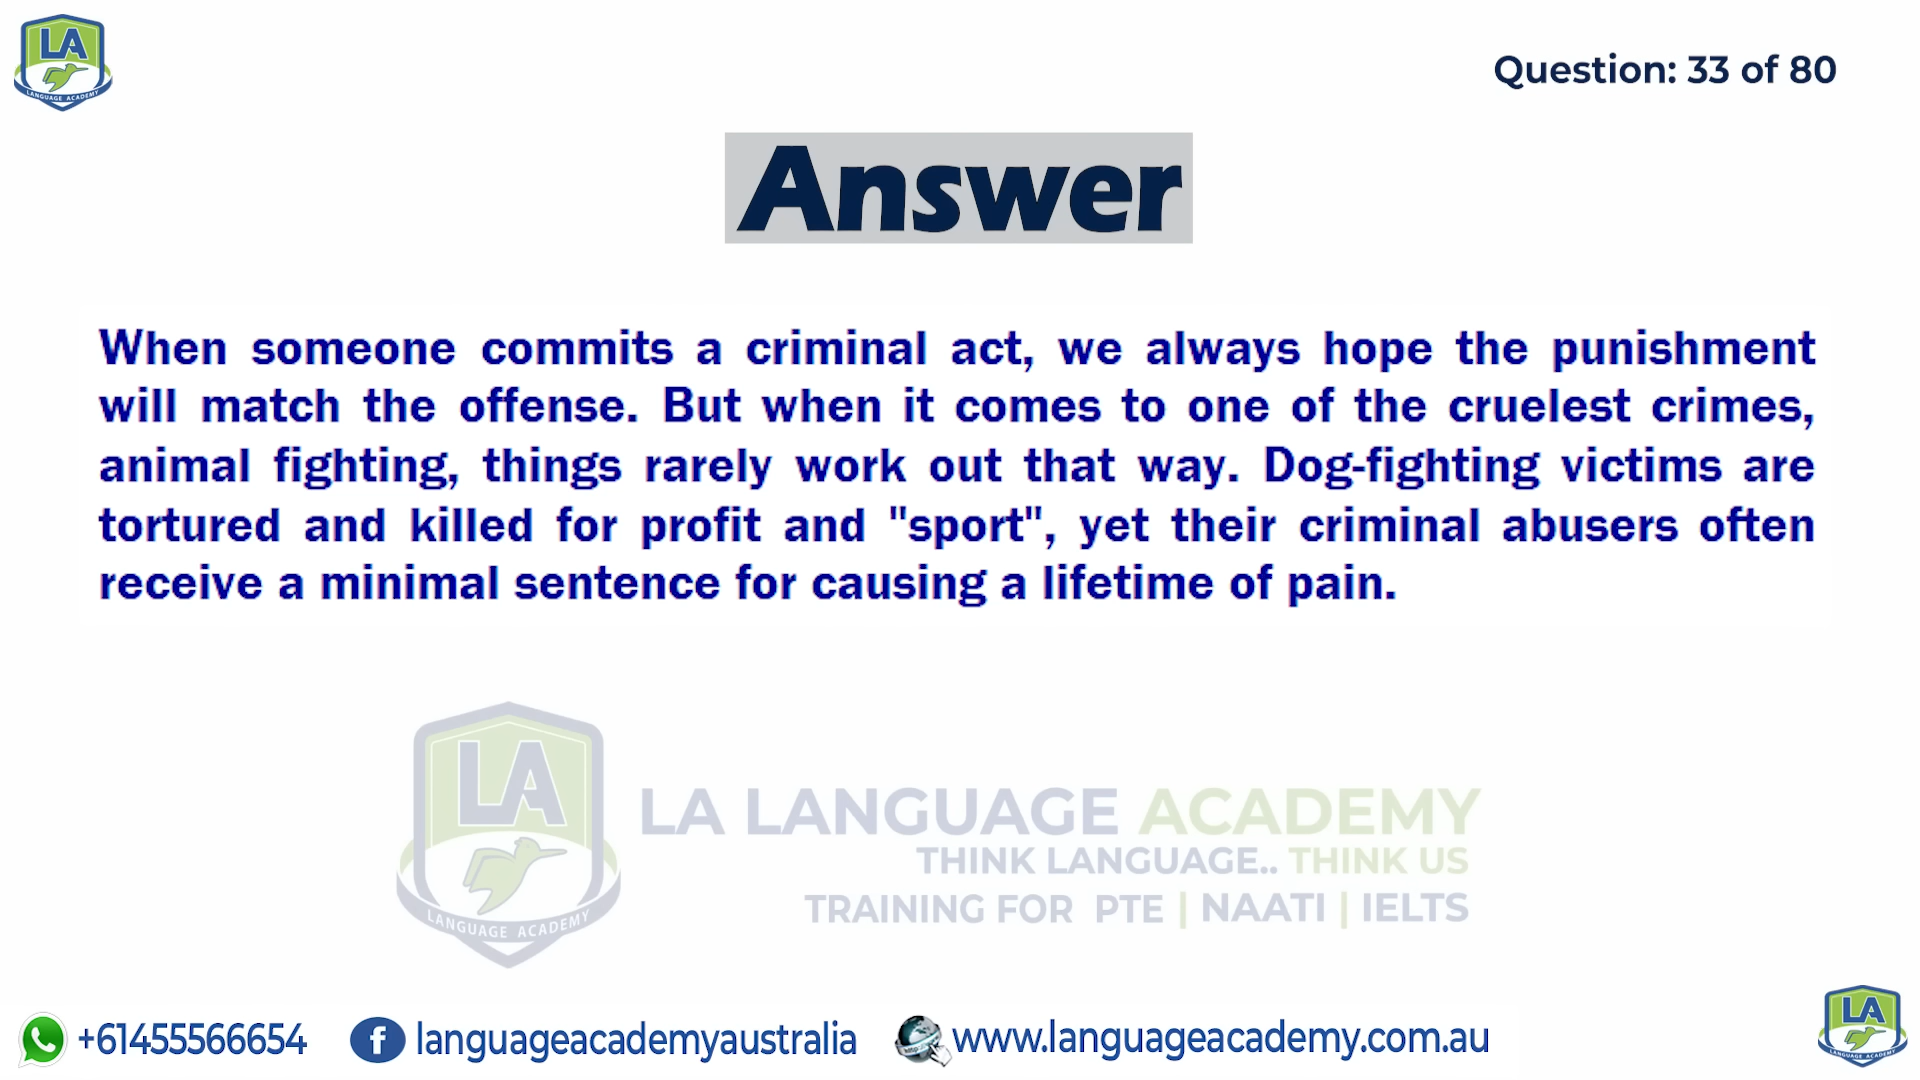 LA
LANGUAGE ACADEMY
Question: 33 of 80
Answer
When someone commits a criminal act, we always hope the punishment
will match the offense. But when it comes to one of the cruelest crimes,
animal fighting, things rarely work out that way. Dog-fighting victims are
tortured and killed for profit and "sport", yet their criminal abusers often
receive a minimal sentence for causing a lifetime of pain.
LA
LANGUAGE ACADEMY
LA LANGUAGE ACADEMY
THINK LANGUAGE.. THINK US
TRAINING FOR PTE | NAATI | IELTS
+61455566654
languageacademyaustralia
http
www.languageacademy.com.au
LA
LANGUAGE ACADEMY